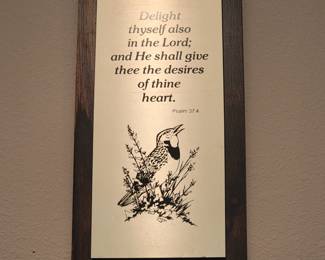 Delight
thyself also
in the Lord;
and He shall give
thee the desires
of thine
heart.
Psalm 37:4